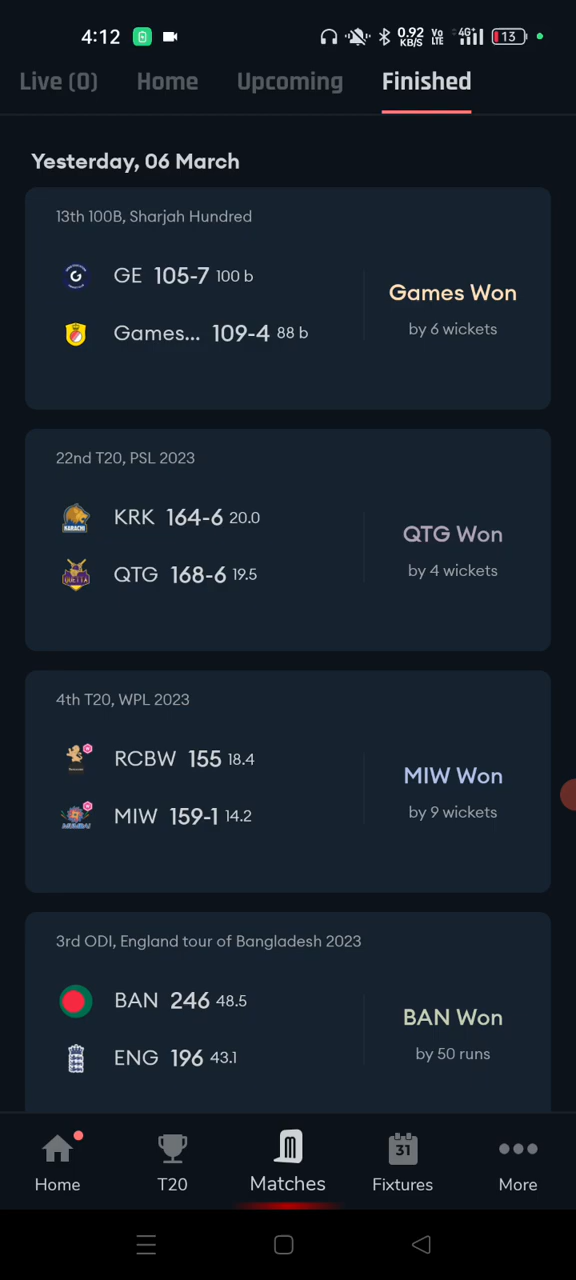 4:12 0.92 KB/S Vo LTE 4G+ 13
Live (0) Home Upcoming Finished
Yesterday, 06 March
13th 100B, Sharjah Hundred
GE 105-7 100 b
Games... 109-4 88 b
Games Won
by 6 wickets
22nd T20, PSL 2023
KRK 164-6 20.0
QTG 168-6 19.5
QTG Won
by 4 wickets
4th T20, WPL 2023
RCBW 155 18.4
MIW 159-1 14.2
MIW Won
by 9 wickets
3rd ODI, England tour of Bangladesh 2023
BAN 246 48.5
ENG 196 43.1
BAN Won
by 50 runs
31
Home T20 Matches Fixtures More